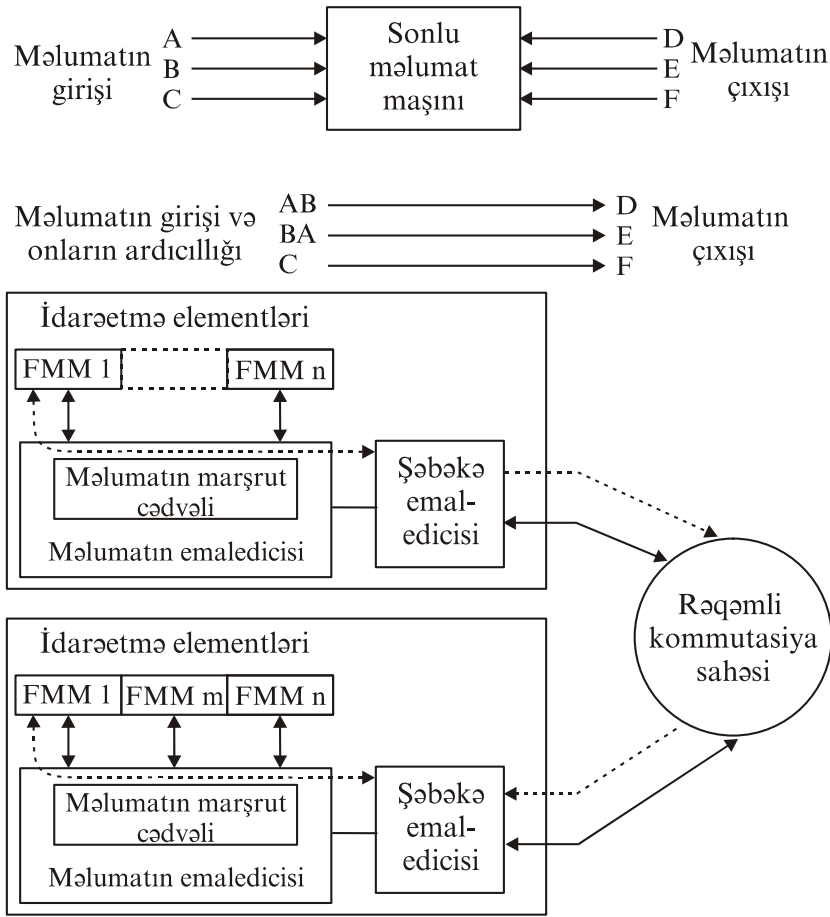 Məlumatın
girişi
A
B
C
Sonlu
məlumat
maşını
D
E
F
Məlumatın
çıxışı
Məlumatın girişi və
onların ardıcıllığı
AB
BA
C
D
E
F
Məlumatın
çıxışı
İdarəetmə elementləri
FMM 1
FMM n
Məlumatın marşrut
cədvəli
Məlumatın emaledicisi
Şəbəkə
emal-
edicisi
Rəqəmli
kommutasiya
sahəsi
İdarəetmə elementləri
FMM 1
FMM m
FMM n
Məlumatın marşrut
cədvəli
Məlumatın emaledicisi
Şəbəkə
emal-
edicisi